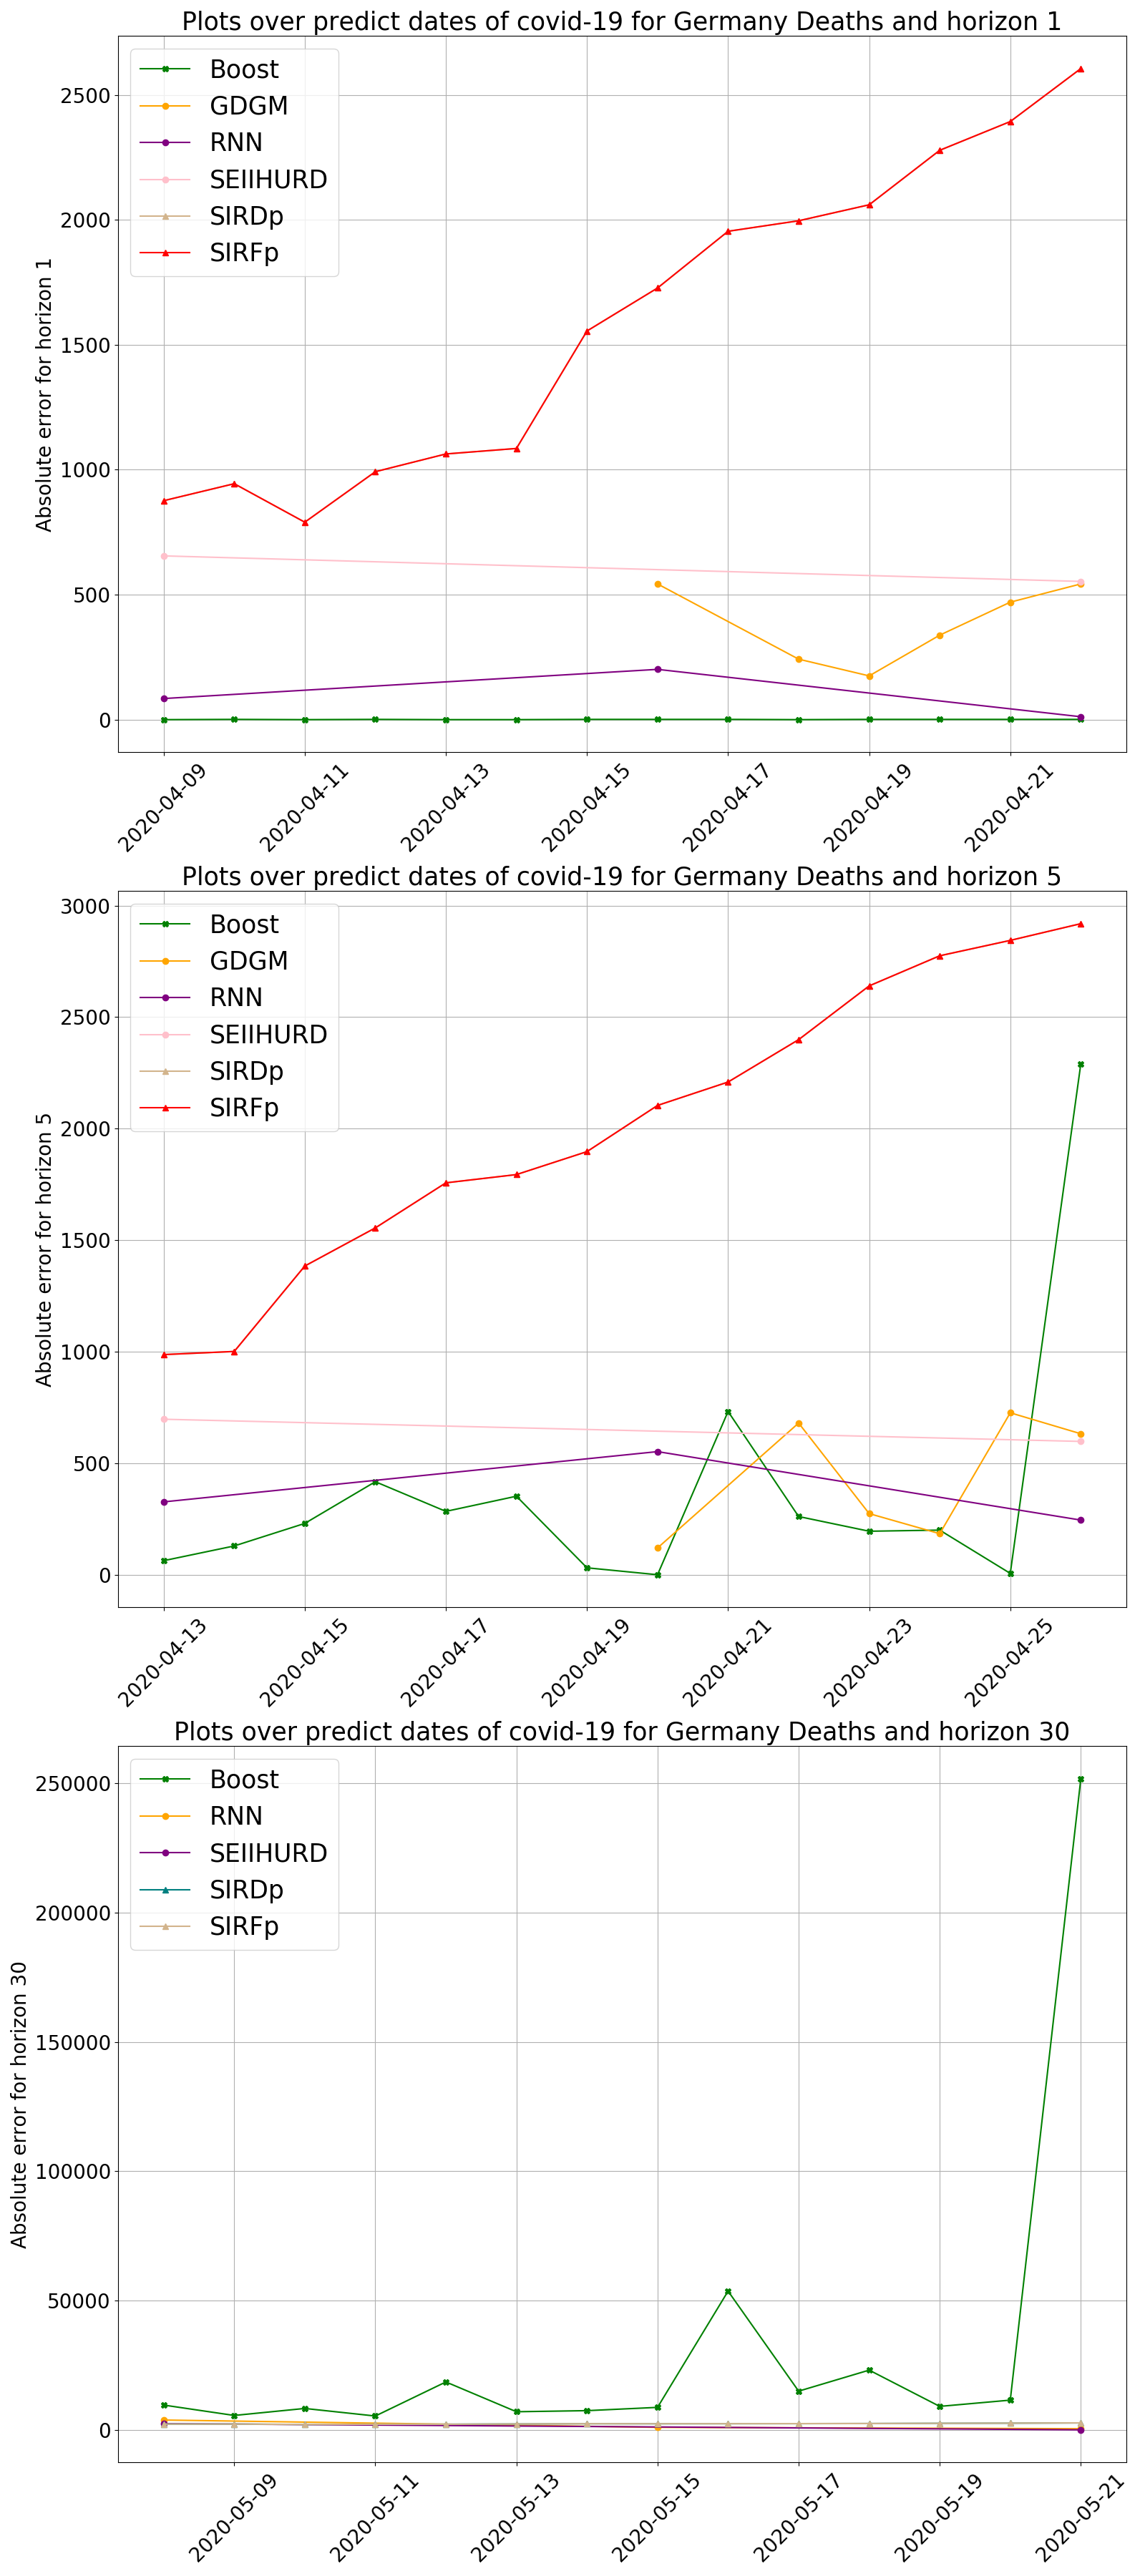 Plots over predict dates of covid-19 for Germany Deaths and horizon 1
Boost
GDGM
RNN
SEIIHURD
SIRDp
SIRFp
Absolute error for horizon 1
2500
2000
1500
1000
500
0
2020-04-09
2020-04-11
2020-04-13
2020-04-15
2020-04-17
2020-04-19
2020-04-21
Plots over predict dates of covid-19 for Germany Deaths and horizon 5
Boost
GDGM
RNN
SEIIHURD
SIRDp
SIRFp
Absolute error for horizon 5
3000
2500
2000
1500
1000
500
0
2020-04-13
2020-04-15
2020-04-17
2020-04-19
2020-04-21
2020-04-23
2020-04-25
Plots over predict dates of covid-19 for Germany Deaths and horizon 30
Boost
RNN
SEIIHURD
SIRDp
SIRFp
Absolute error for horizon 30
250000
200000
150000
100000
50000
0
2020-05-09
2020-05-11
2020-05-13
2020-05-15
2020-05-17
2020-05-19
2020-05-21